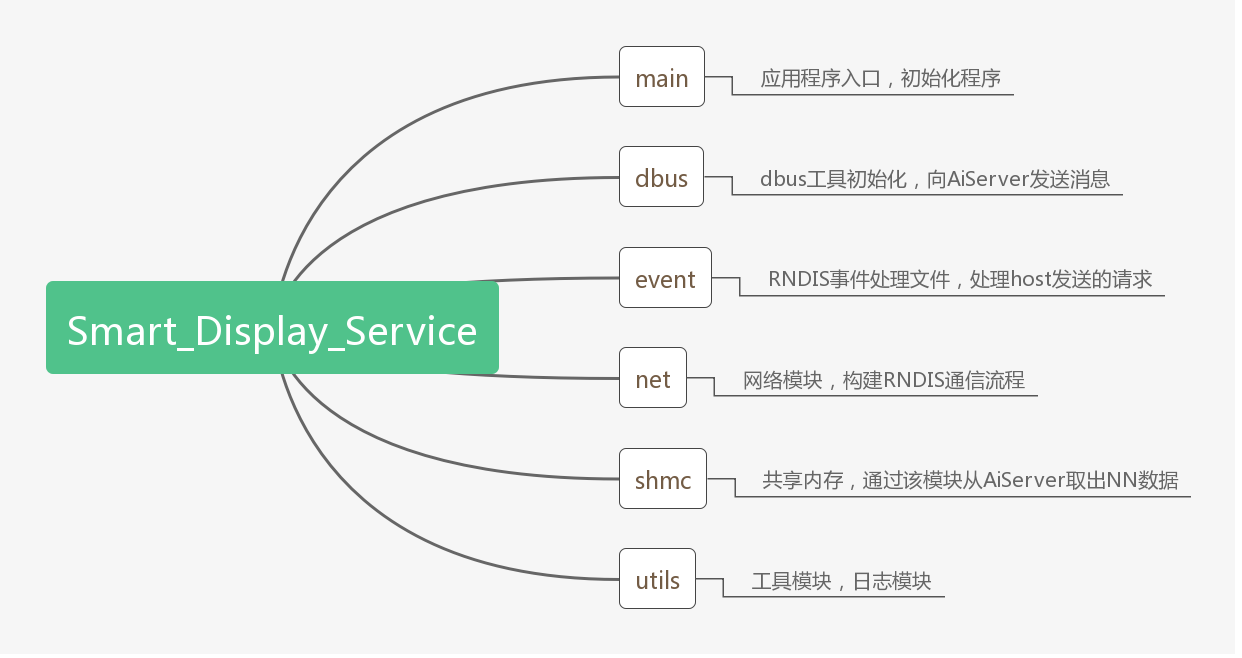 Smart_Display_Service
main
应用程序入口，初始化程序
dbus
dbus工具初始化，向AiServer发送消息
event
RNDIS事件处理文件，处理host发送的请求
net
网络模块，构建RNDIS通信流程
shmc
共享内存，通过该模块从AiServer取出NN数据
utils
工具模块，日志模块